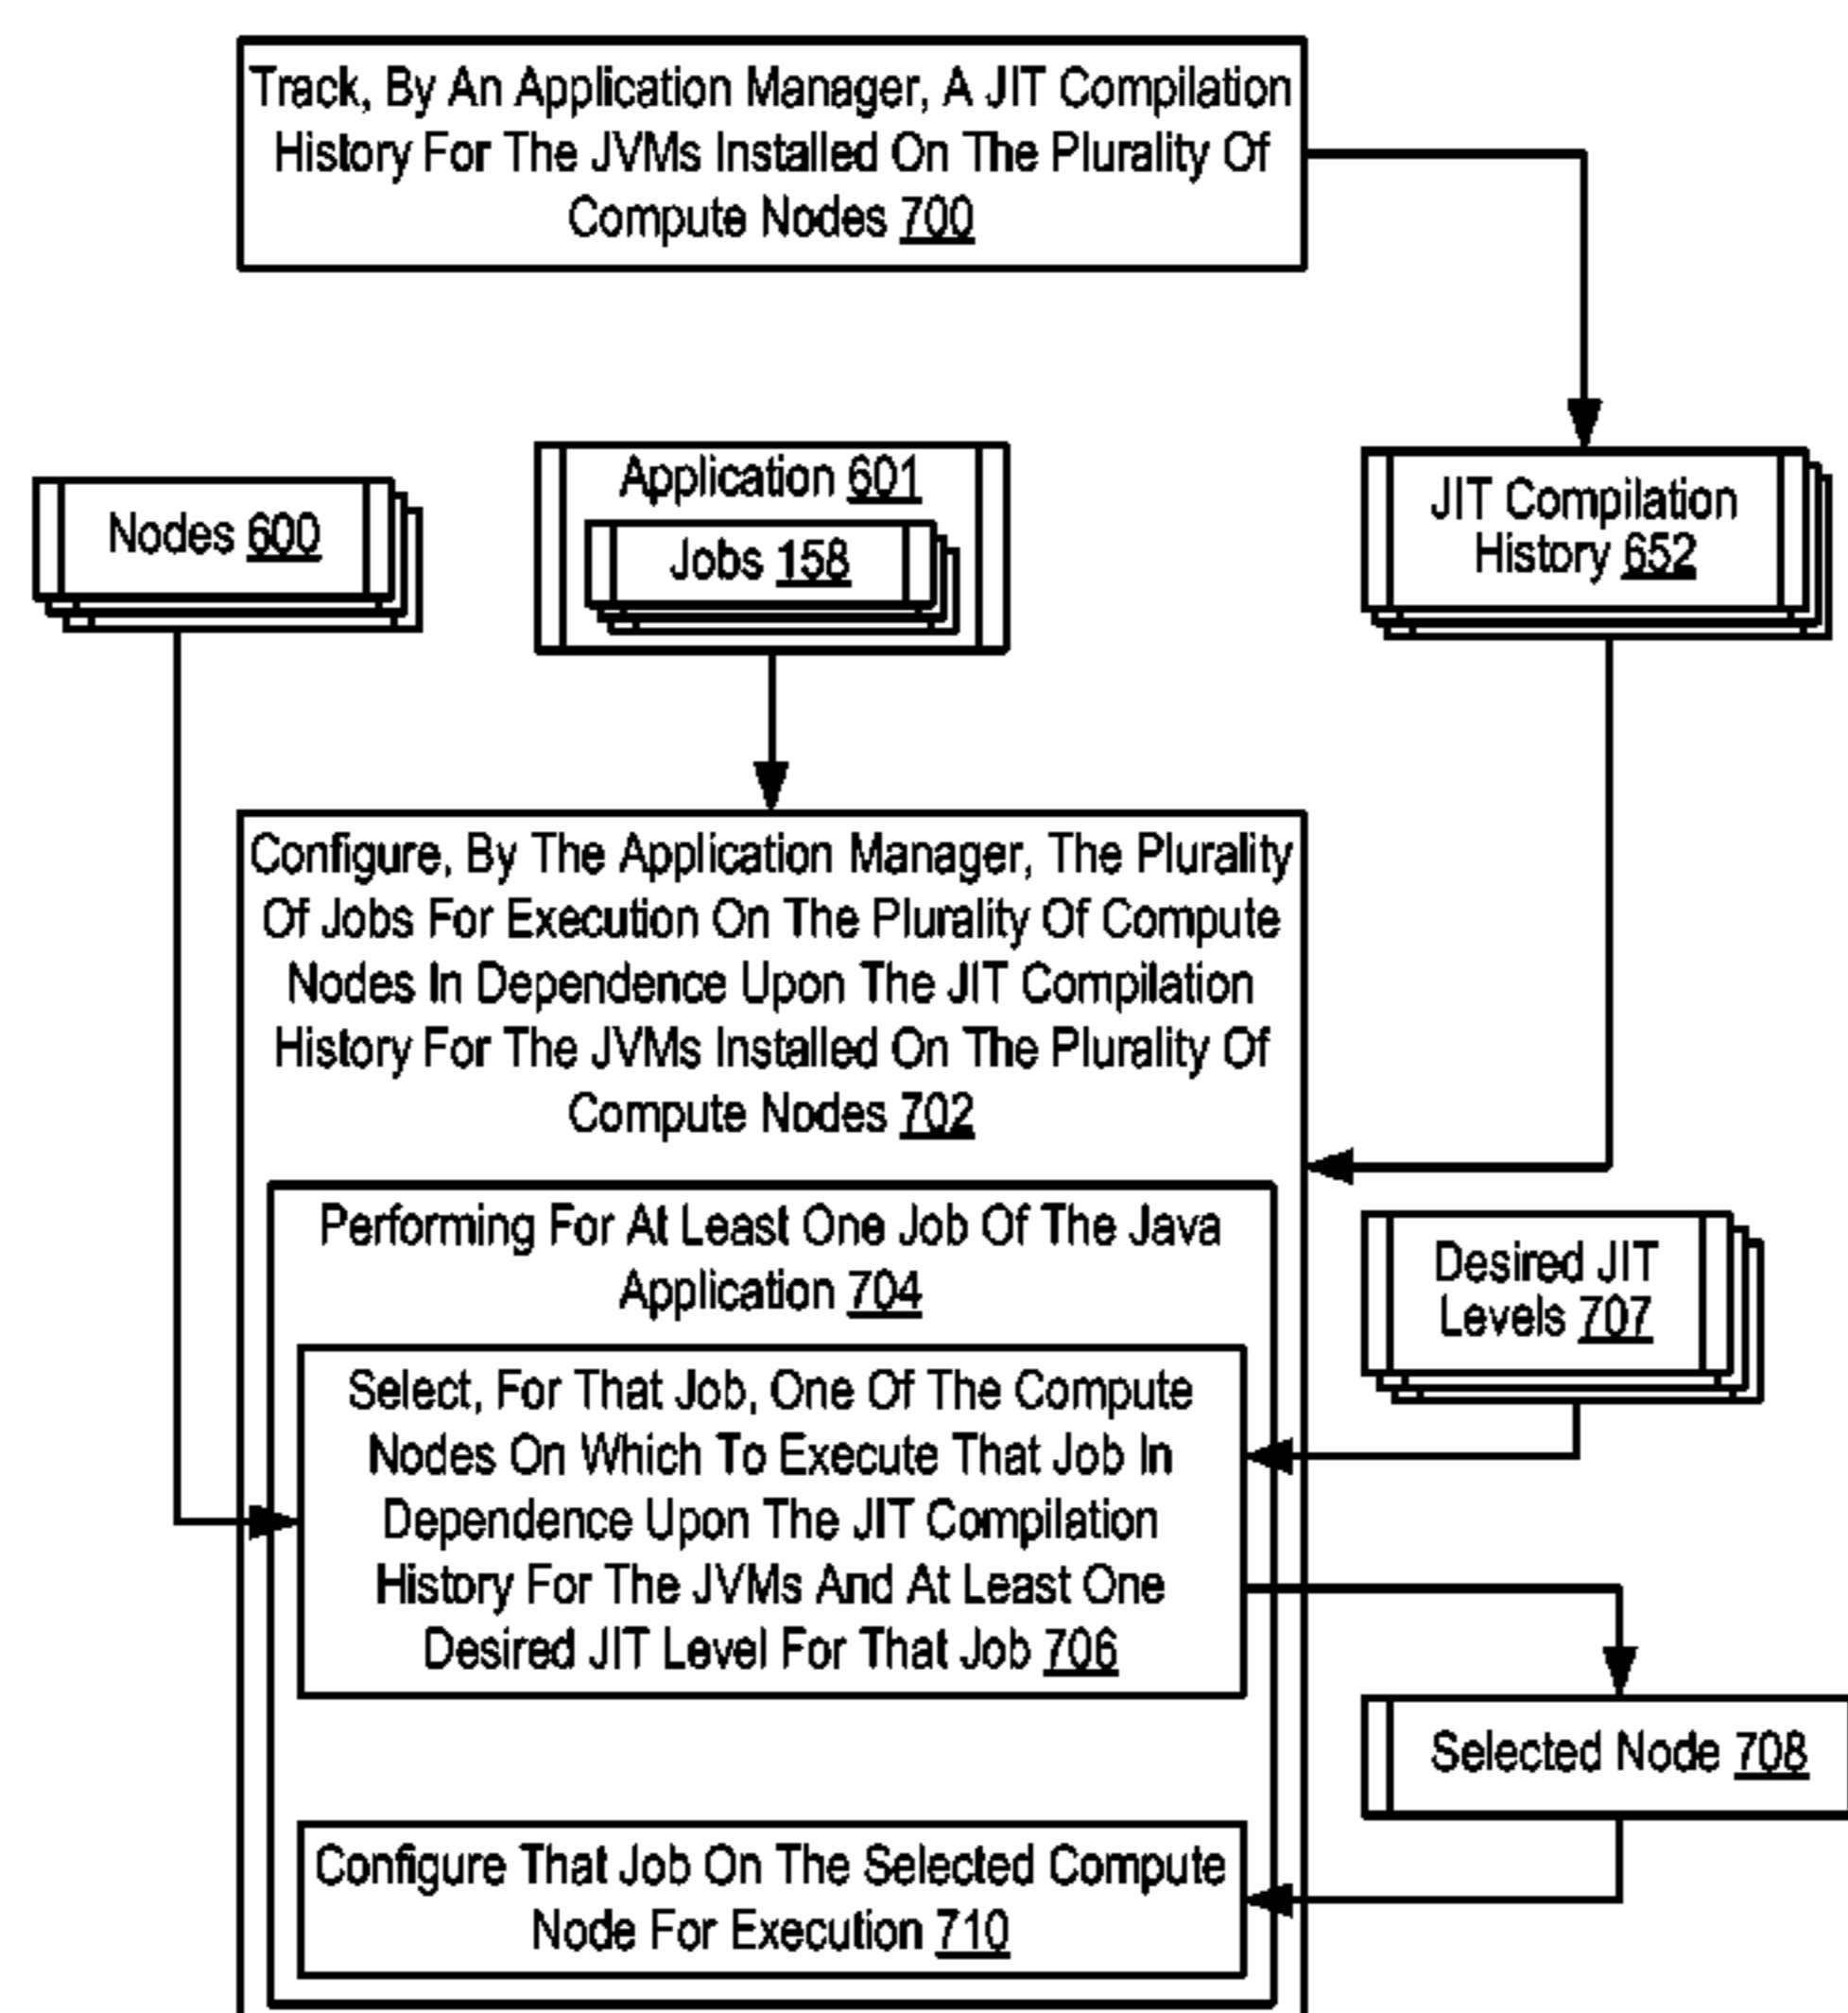 Track, By An Application Manager, A JIT Compilation
History For The JVMs Installed On The Plurality Of
Compute Nodes 700
Nodes 600
Application 601
Jobs 158
JIT Compilation
History 652
Configure, By The Application Manager, The Plurality
Of Jobs For Execution On The Plurality Of Compute
Nodes In Dependence Upon The JIT Compilation
History For The JVMs Installed On The Plurality Of
Compute Nodes 702
Performing For At Least One Job Of The Java
Application 704
Desired JIT
Levels 707
Select, For That Job, One Of The Compute
Nodes On Which To Execute That Job In
Dependence Upon The JIT Compilation
History For The JVMs And At Least One
Desired JIT Level For That Job 706
Selected Node 708
Configure That Job On The Selected Compute
Node For Execution 710